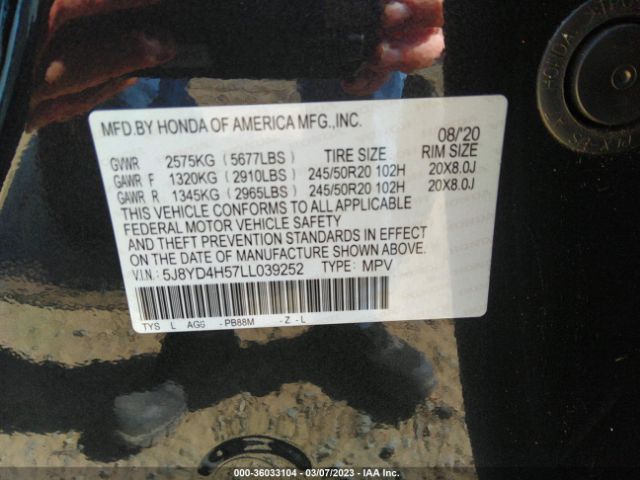 MFD.BY HONDA OF AMERICA MFG.,INC.
08/'20
GVWR 2575KG (5677LBS) TIRE SIZE RIM SIZE
GAWR F 1320KG (2910LBS) 245/50R20 102H 20X8.0J
GAWR R 1345KG (2965LBS) 245/50R20 102H 20X8.0J
THIS VEHICLE CONFORMS TO ALL APPLICABLE
FEDERAL MOTOR VEHICLE SAFETY
AND THEFT PREVENTION STANDARDS IN EFFECT
ON THE DATE OF MANUFACTURE SHOWN ABOVE.
V.I.N.: 5J8YD4H57LL039252 TYPE: MPV
TYS L AGS -PB88M -Z-L
HONDA
000-36033104 - 03/07/2023 - IAA Inc.